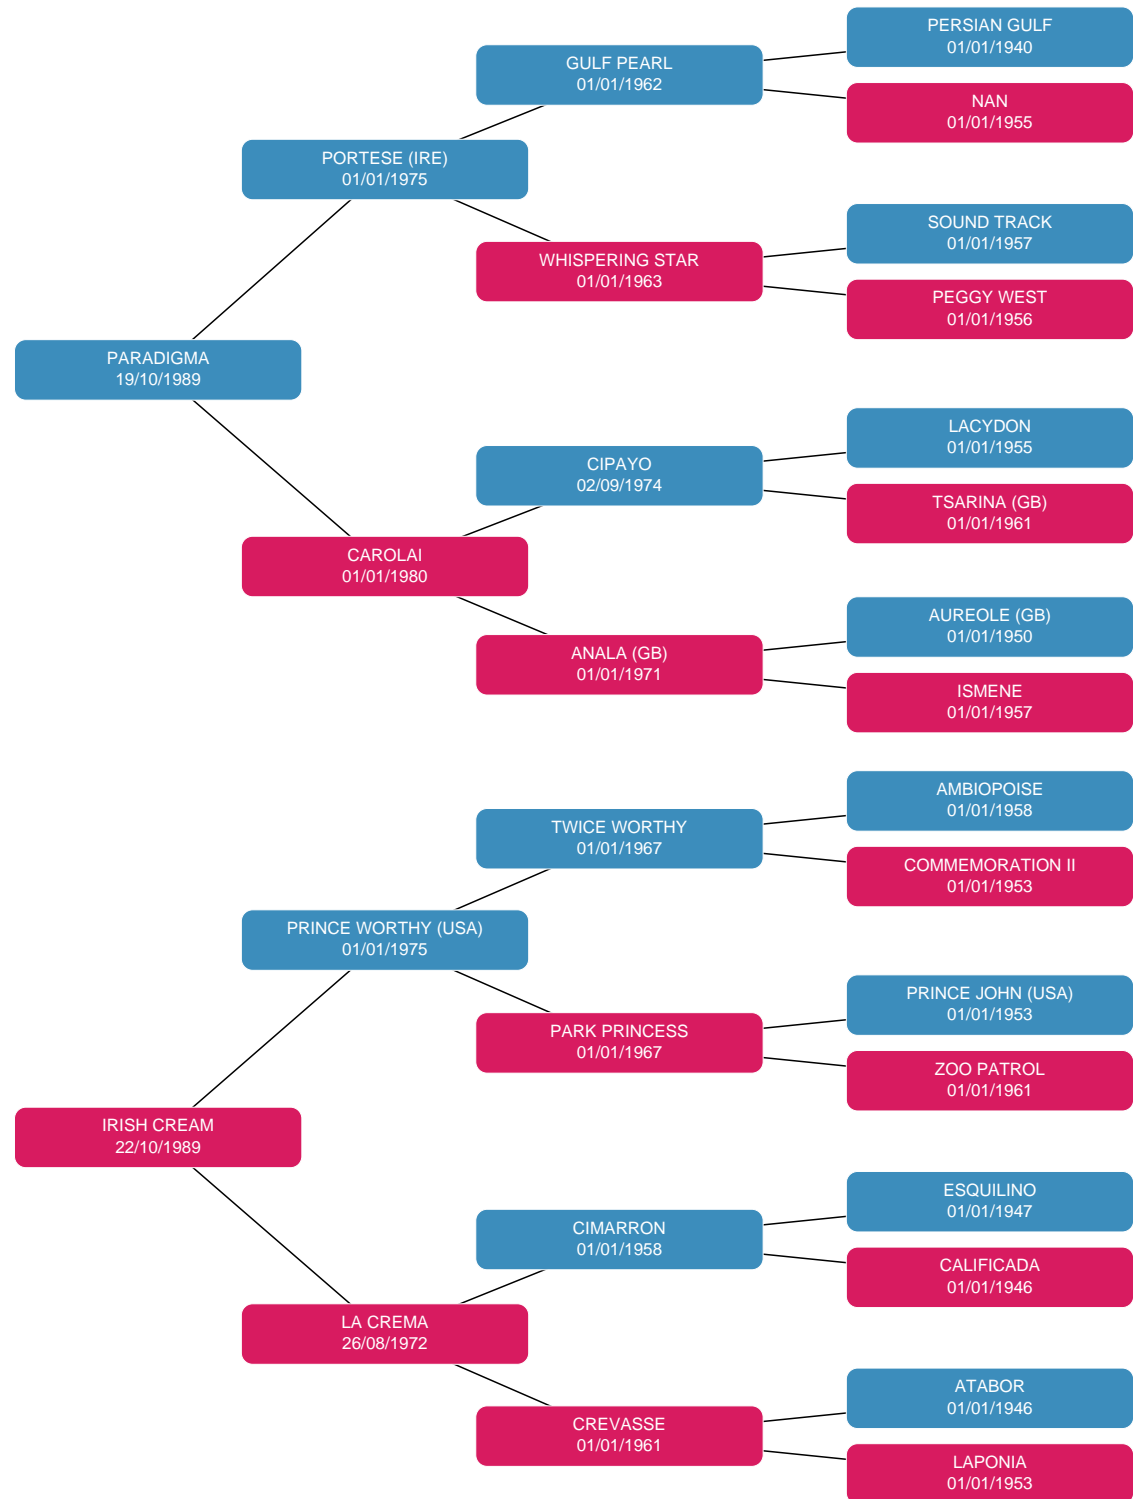 PERSIAN GULF
01/01/1940
GULF PEARL
01/01/1962
NAN
01/01/1955
PORTESE (IRE)
01/01/1975
SOUND TRACK
01/01/1957
WHISPERING STAR
01/01/1963
PEGGY WEST
01/01/1956
PARADIGMA
19/10/1989
LACYDON
01/01/1955
CIPAYO
02/09/1974
TSARINA (GB)
01/01/1961
CAROLAI
01/01/1980
AUREOLE (GB)
01/01/1950
ANALA (GB)
01/01/1971
ISMENE
01/01/1957
AMBIOPOISE
01/01/1958
TWICE WORTHY
01/01/1967
COMMEMORATION II
01/01/1953
PRINCE WORTHY (USA)
01/01/1975
PRINCE JOHN (USA)
01/01/1953
PARK PRINCESS
01/01/1967
ZOO PATROL
01/01/1961
IRISH CREAM
22/10/1989
ESQUILINO
01/01/1947
CIMARRON
01/01/1958
CALIFICADA
01/01/1946
LA CREMA
26/08/1972
ATABOR
01/01/1946
CREVASSE
01/01/1961
LAPONIA
01/01/1953